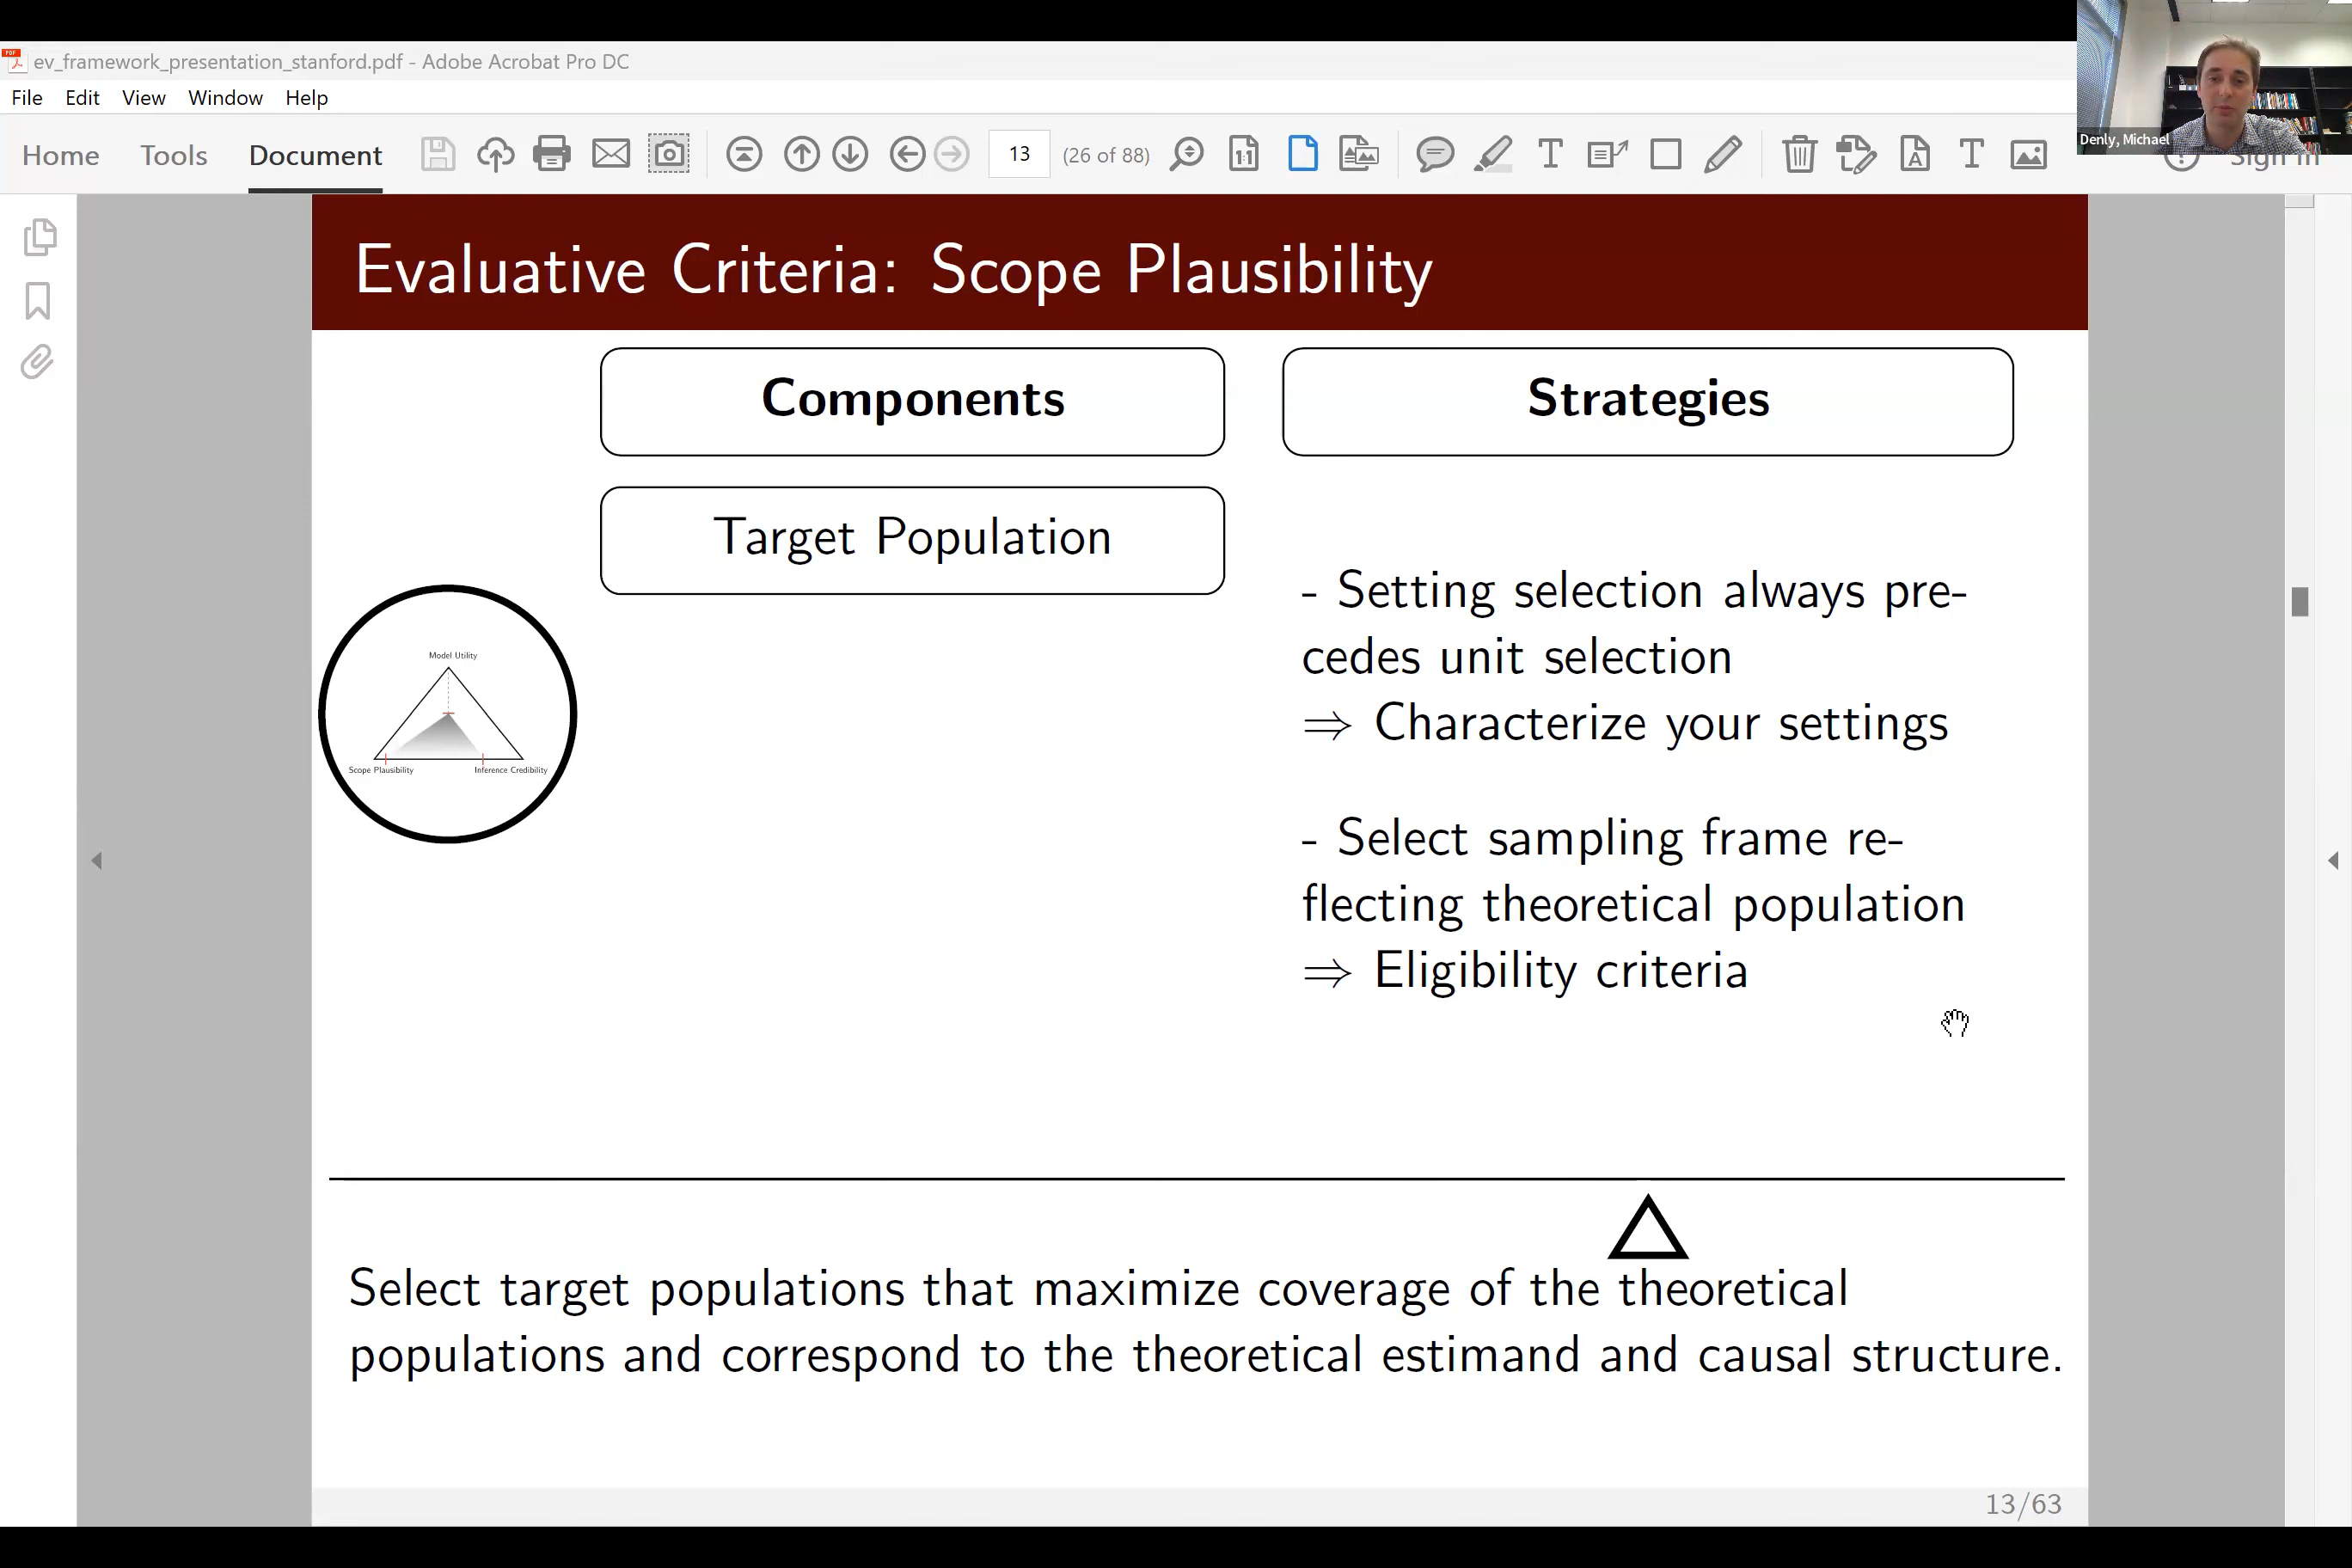 ev_framework_presentation_stanford.pdf - Adobe Acrobat Pro DC
File Edit View Window Help
Home Tools Document 13 (26 of 88) Sign In
Denly, Michael
Evaluative Criteria: Scope Plausibility
Components Strategies
Target Population
- Setting selection always pre-
cedes unit selection
⇒ Characterize your settings
- Select sampling frame re-
flecting theoretical population
⇒ Eligibility criteria
Model Utility
Scope Plausibility Inference Credibility
Select target populations that maximize coverage of the theoretical
populations and correspond to the theoretical estimand and causal structure.
13/63